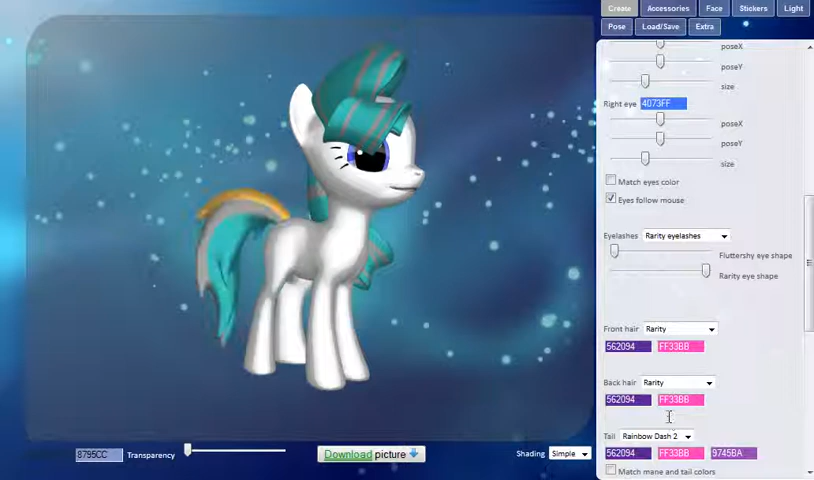 Create Accessories Face Stickers Light
Pose Load/Save Extra
poseX
poseY
size
Right eye 4073FF
poseX
poseY
size
Match eyes color
Eyes follow mouse
Eyelashes Rarity eyelashes
Fluttershy eye shape
Rarity eye shape
Front hair Rarity
562094 FF33BB
Back hair Rarity
562094 FF33BB
Tail Rainbow Dash 2
562094 FF33BB 9745BA
Match mane and tail colors
8795CC Transparency Download picture Shading Simple